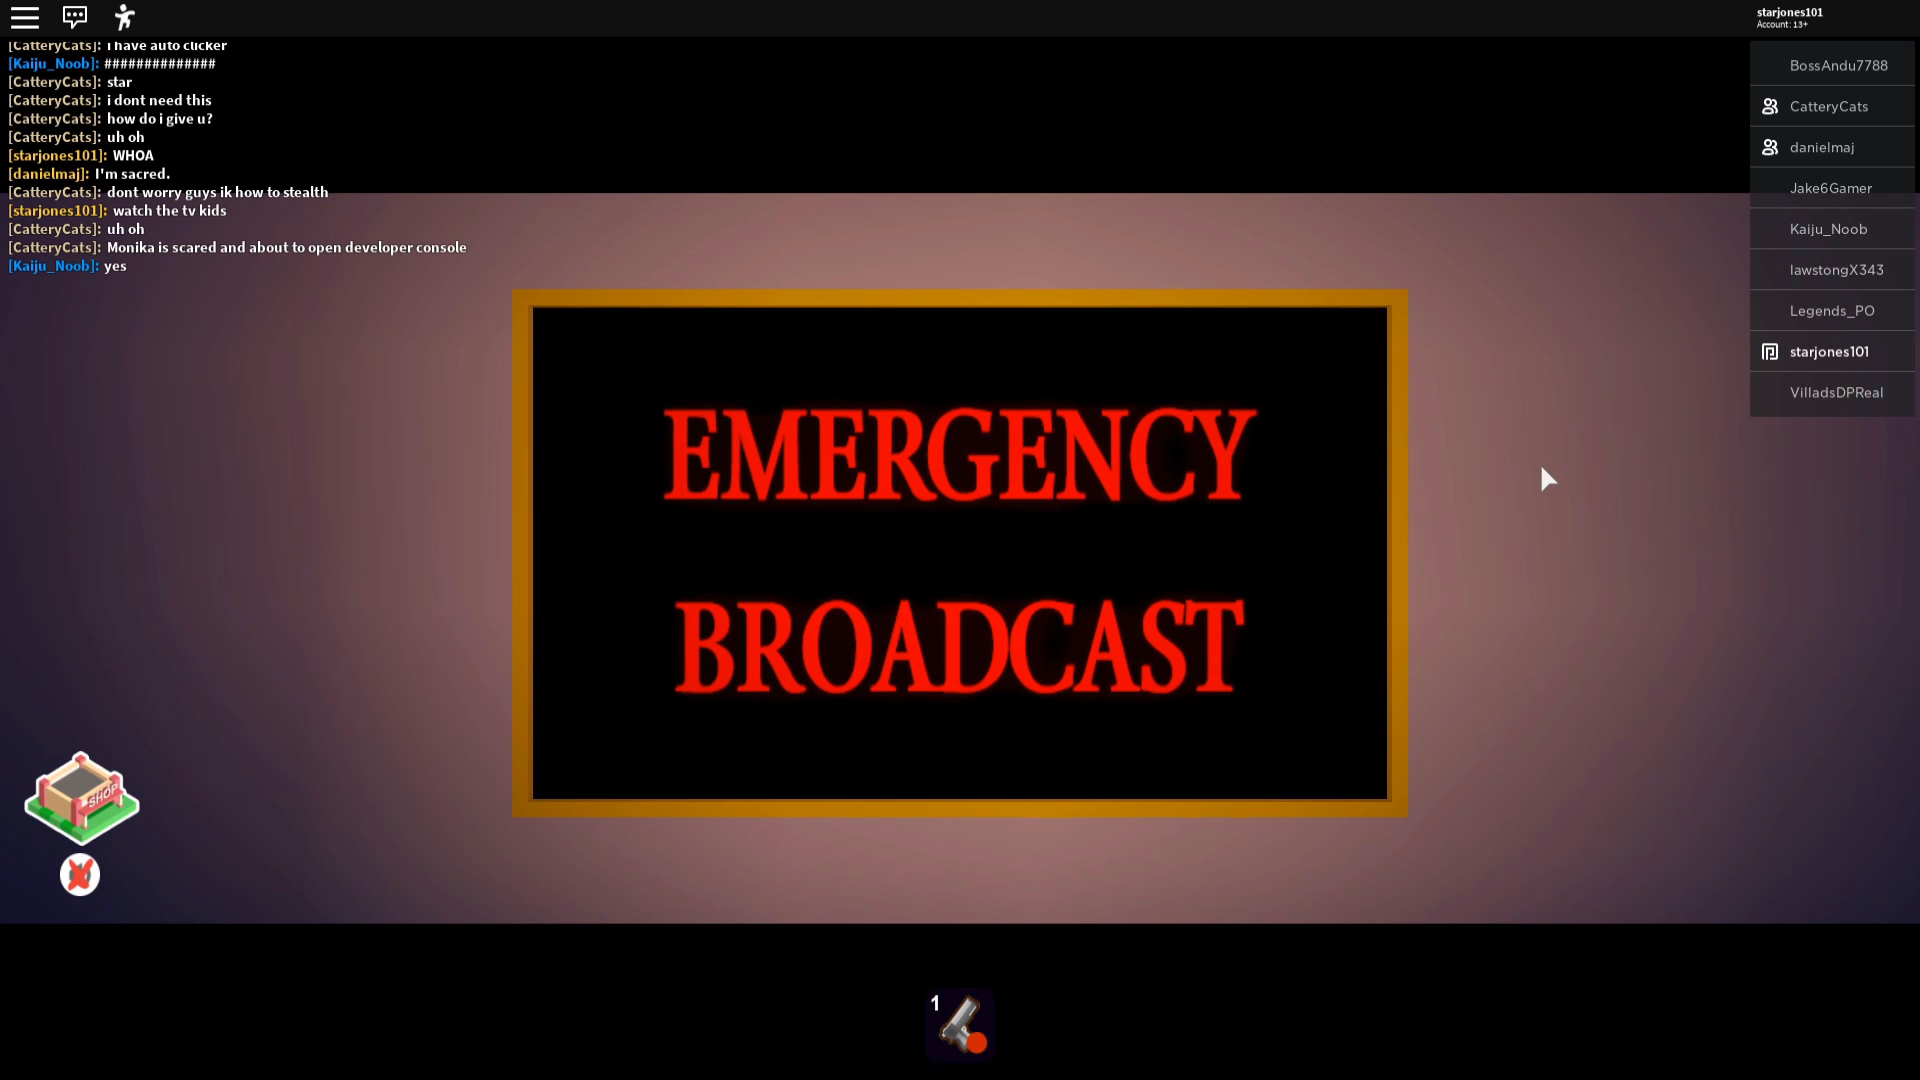 starjones101
Account: 13+
[CatteryCats]: i have auto clicker
[Kaiju_Noob]: ##############
[CatteryCats]: star
[CatteryCats]: i dont need this
[CatteryCats]: how do i give u?
[CatteryCats]: uh oh
[starjones101]: WHOA
[danielmaj]: I'm sacred.
[CatteryCats]: dont worry guys ik how to stealth
[starjones101]: watch the tv kids
[CatteryCats]: uh oh
[CatteryCats]: Monika is scared and about to open developer console
[Kaiju_Noob]: yes
BossAndu7788
CatteryCats
danielmaj
Jake6Gamer
Kaiju_Noob
lawstongX343
Legends_PO
starjones101
VilladsDPReal
EMERGENCY
BROADCAST
SHOP
1